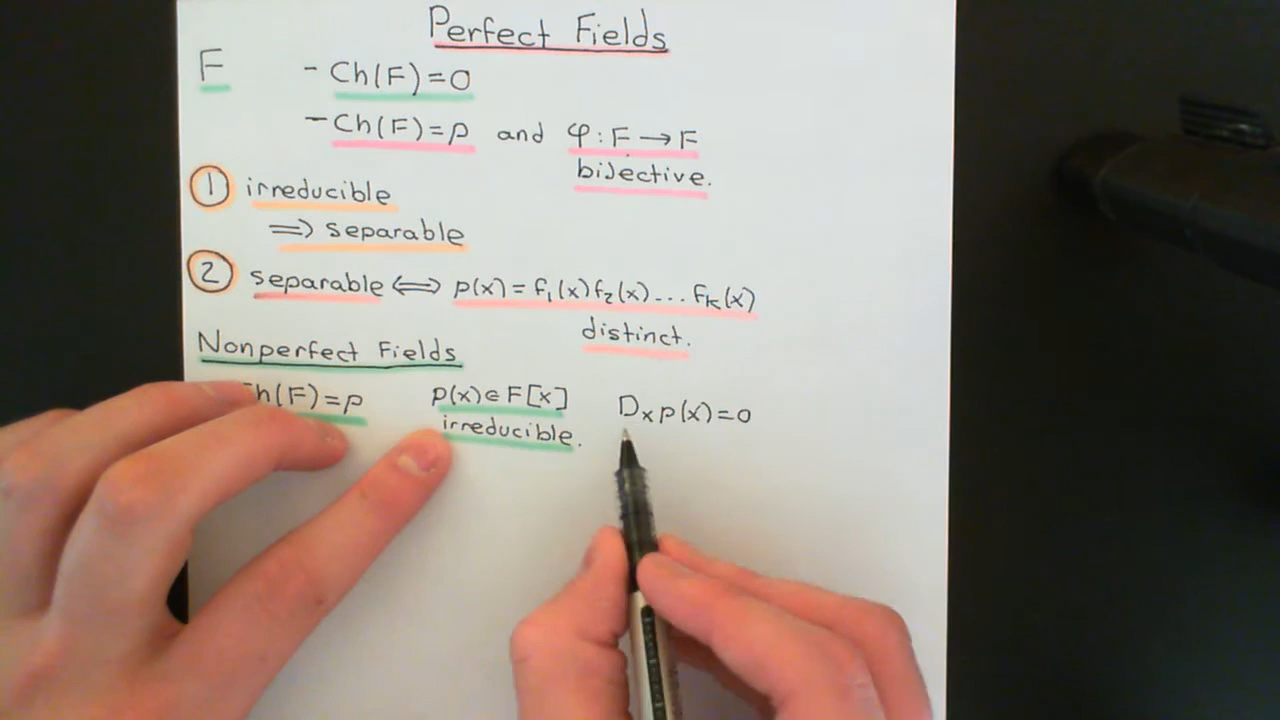 Perfect Fields
F - Ch(F)=0
- Ch(F)=p and φ: F → F
bijective.
① irreducible
⟹ separable
② separable ⟺ p(x) = f₁(x)f₂(x)...fₖ(x)
distinct.
Nonperfect Fields
h(F)=p p(x)∈F[x] Dₓp(x)=0
irreducible.